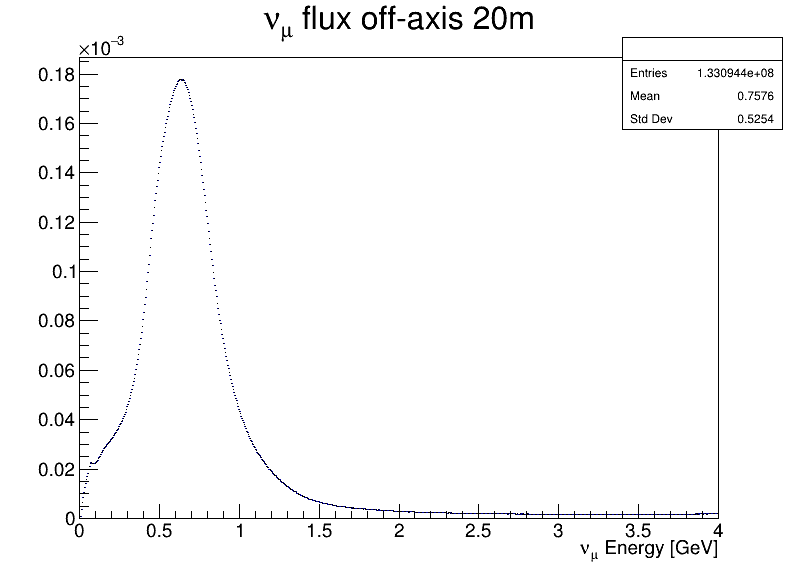 νμ flux off-axis 20m
×10⁻³
Entries 1.330944e+08
Mean 0.7576
Std Dev 0.5254
0.18
0.16
0.14
0.12
0.1
0.08
0.06
0.04
0.02
0
0 0.5 1 1.5 2 2.5 3 3.5 4
νμ Energy [GeV]